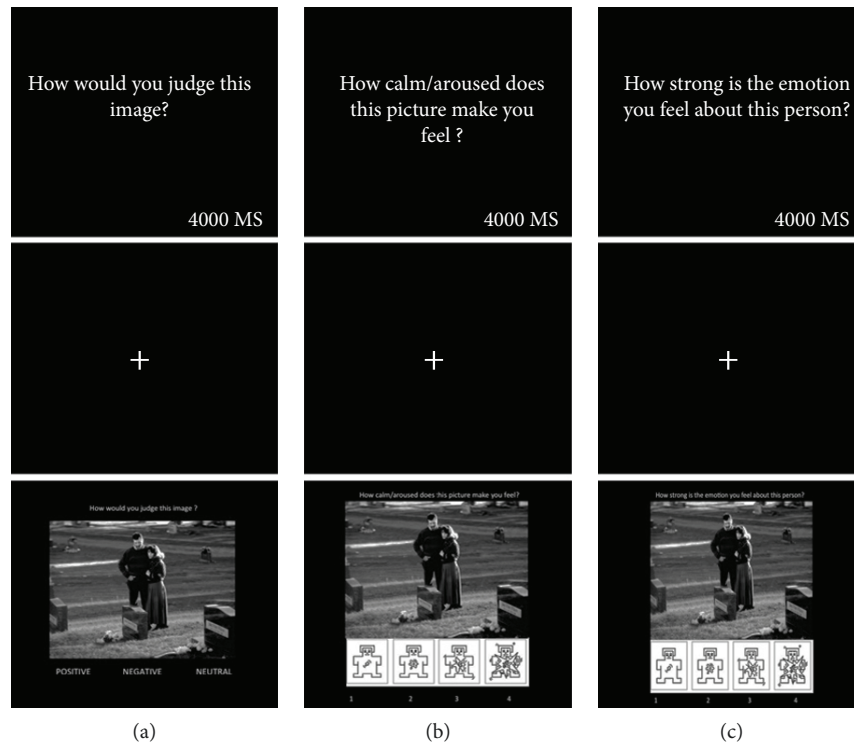 How would you judge this
image?
4000 MS
How calm/aroused does
this picture make you
feel ?
4000 MS
How strong is the emotion
you feel about this person?
4000 MS
How would you judge this image ?
POSITIVE NEGATIVE NEUTRAL
How calm/aroused does this picture make you feel?
1 2 3 4
How strong is the emotion you feel about this person?
1 2 3 4
(a)
(b)
(c)